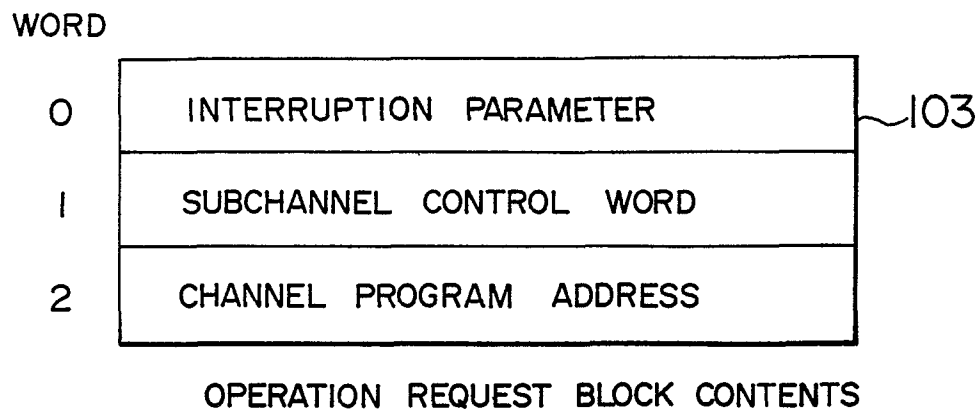 WORD
0 INTERRUPTION PARAMETER 103
1 SUBCHANNEL CONTROL WORD
2 CHANNEL PROGRAM ADDRESS
OPERATION REQUEST BLOCK CONTENTS